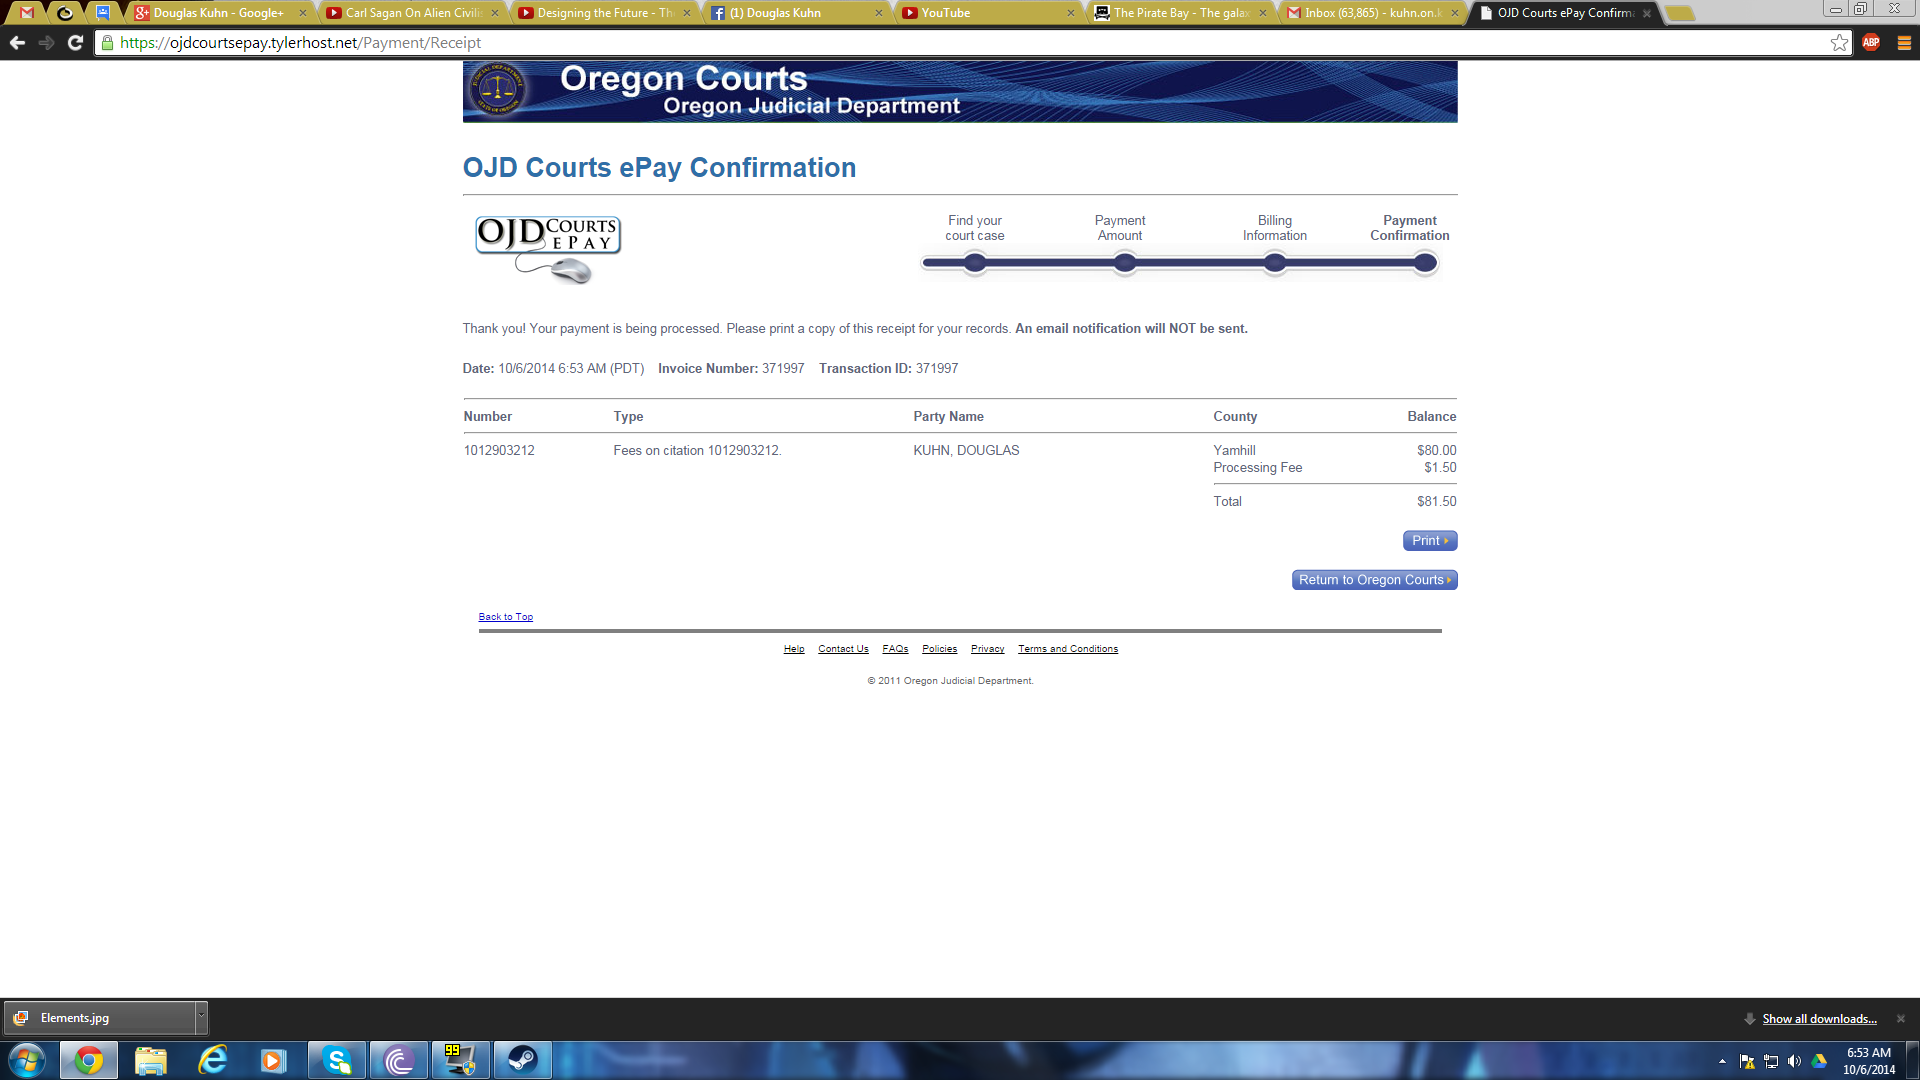 Douglas Kuhn - Google+
Carl Sagan On Alien Civilis
Designing the Future - Th
(1) Douglas Kuhn
YouTube
The Pirate Bay - The galax
Inbox (63,865) - kuhn.on.k
OJD Courts ePay Confirm
https://ojdcourtsepay.tylerhost.net/Payment/Receipt
ABP
Oregon Courts
Oregon Judicial Department
OJD Courts ePay Confirmation
OJD COURTS
EPAY
Find your
court case
Payment
Amount
Billing
Information
Payment
Confirmation
Thank you! Your payment is being processed. Please print a copy of this receipt for your records. An email notification will NOT be sent.
Date: 10/6/2014 6:53 AM (PDT) Invoice Number: 371997 Transaction ID: 371997
Number Type Party Name County Balance
1012903212 Fees on citation 1012903212. KUHN, DOUGLAS Yamhill $80.00
Processing Fee $1.50
Total $81.50
Print
Return to Oregon Courts
Back to Top
Help Contact Us FAQs Policies Privacy Terms and Conditions
© 2011 Oregon Judicial Department.
Elements.jpg
Show all downloads...
99
6:53 AM
10/6/2014